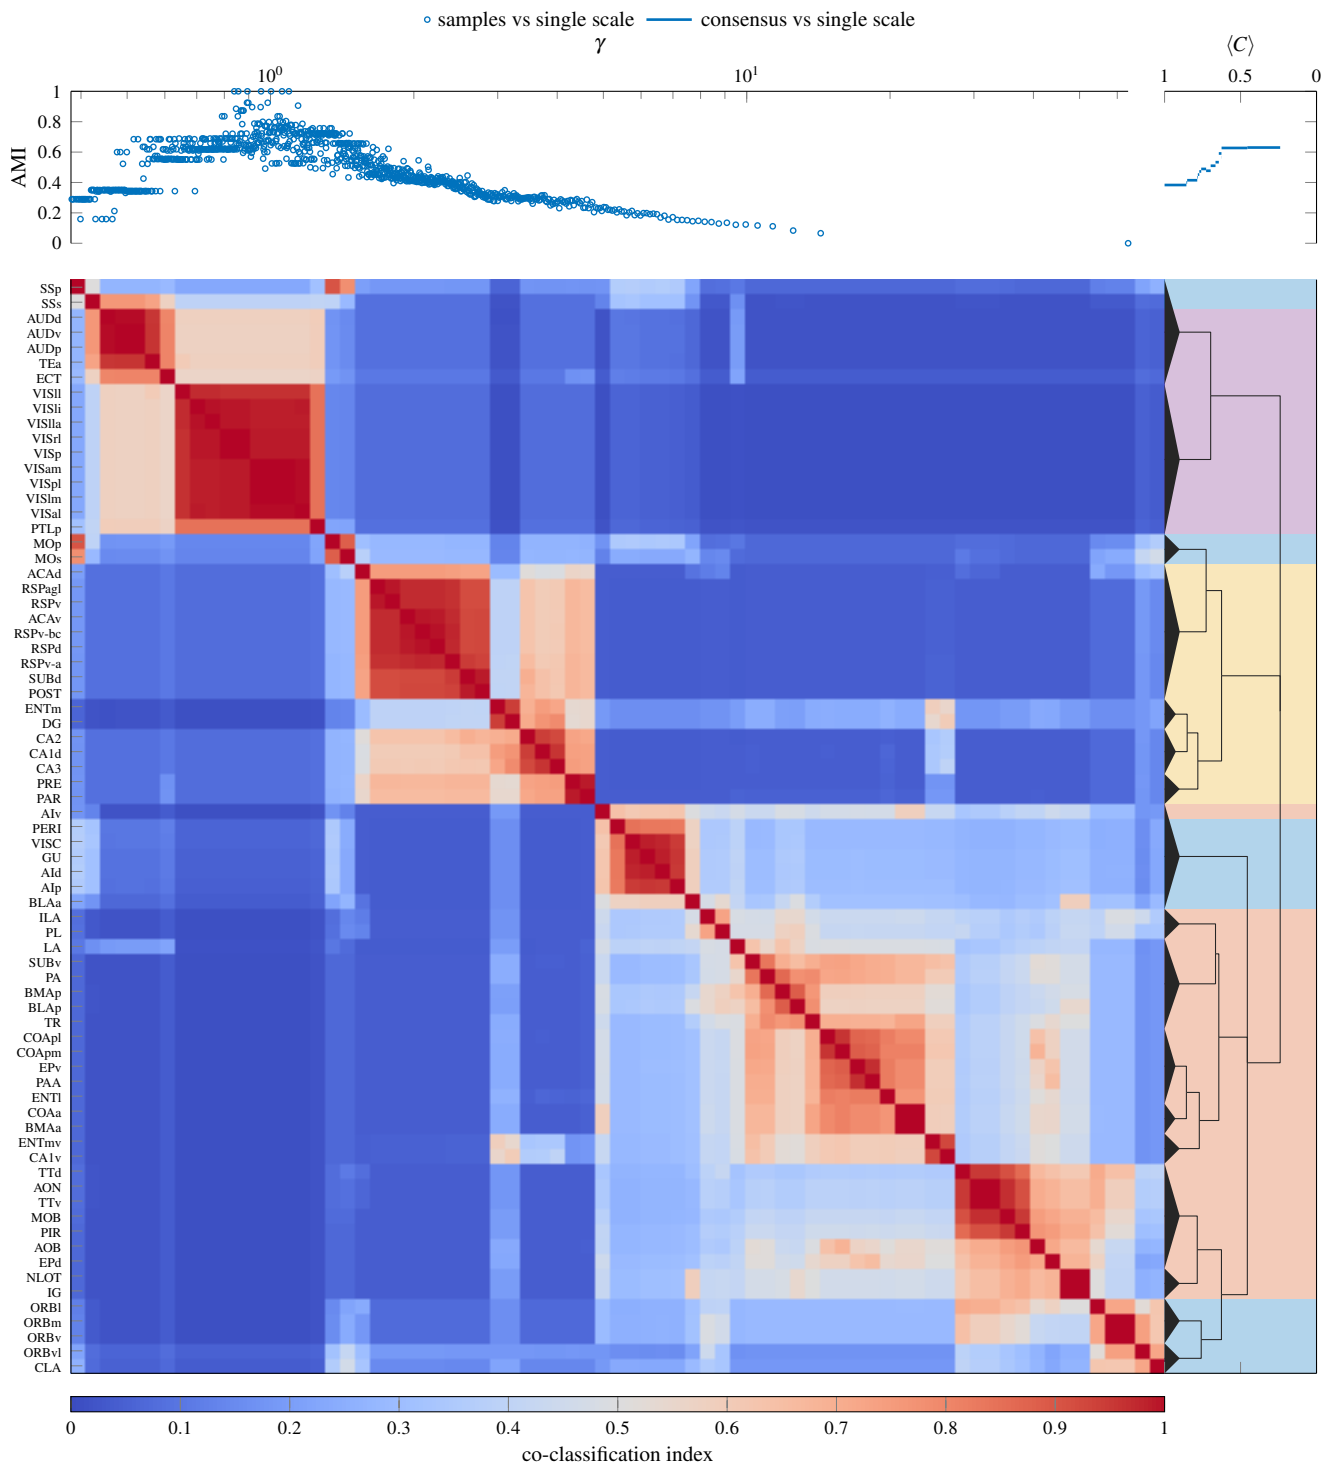 samples vs single scale consensus vs single scale
γ ⟨C⟩
10⁰ 10¹ 1 0.5 0
1
0.8
0.6
0.4
0.2
0
AMI
SSp
SSs
AUDd
AUDv
AUDp
TEa
ECT
VISll
VISli
VISlla
VISrl
VISp
VISam
VISpl
VISlm
VISal
PTLp
MOp
MOs
ACAd
RSPagl
RSPv
ACAv
RSPv-bc
RSPd
RSPv-a
SUBd
POST
ENTm
DG
CA2
CA1d
CA3
PRE
PAR
AIv
PERI
VISC
GU
AId
AIp
BLAa
ILA
PL
LA
SUBv
PA
BMAp
BLAp
TR
COApl
COApm
EPv
PAA
ENTl
COAa
BMAa
ENTmv
CA1v
TTd
AON
TTv
MOB
PIR
AOB
EPd
NLOT
IG
ORBl
ORBm
ORBv
ORBvl
CLA
0 0.1 0.2 0.3 0.4 0.5 0.6 0.7 0.8 0.9 1
co-classification index